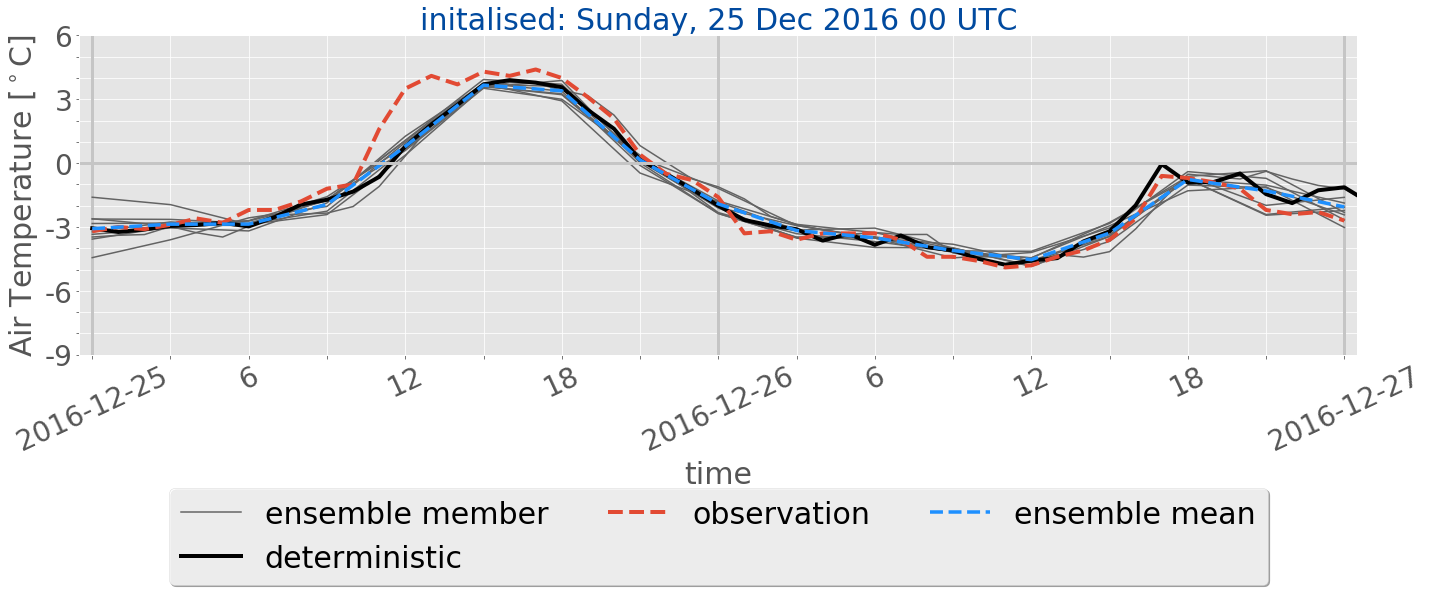 initalised: Sunday, 25 Dec 2016 00 UTC
Air Temperature [°C]
6
3
0
-3
-6
-9
2016-12-25 6 12 18 2016-12-26 6 12 18 2016-12-27
time
ensemble member observation ensemble mean
deterministic